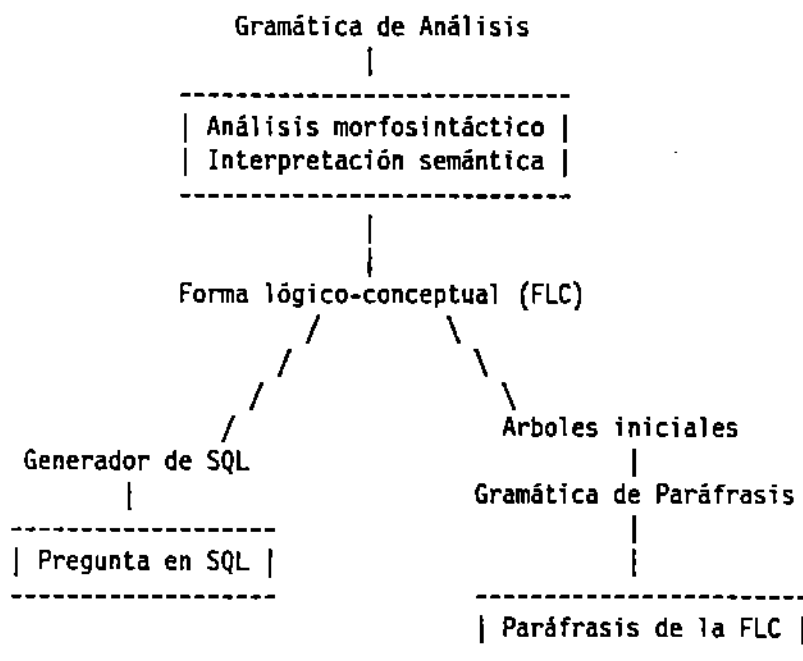 Gramática de Análisis
Análisis morfosintáctico
Interpretación semántica
Forma lógico-conceptual (FLC)
Arboles iniciales
Generador de SQL
Gramática de Paráfrasis
Pregunta en SQL
Paráfrasis de la FLC